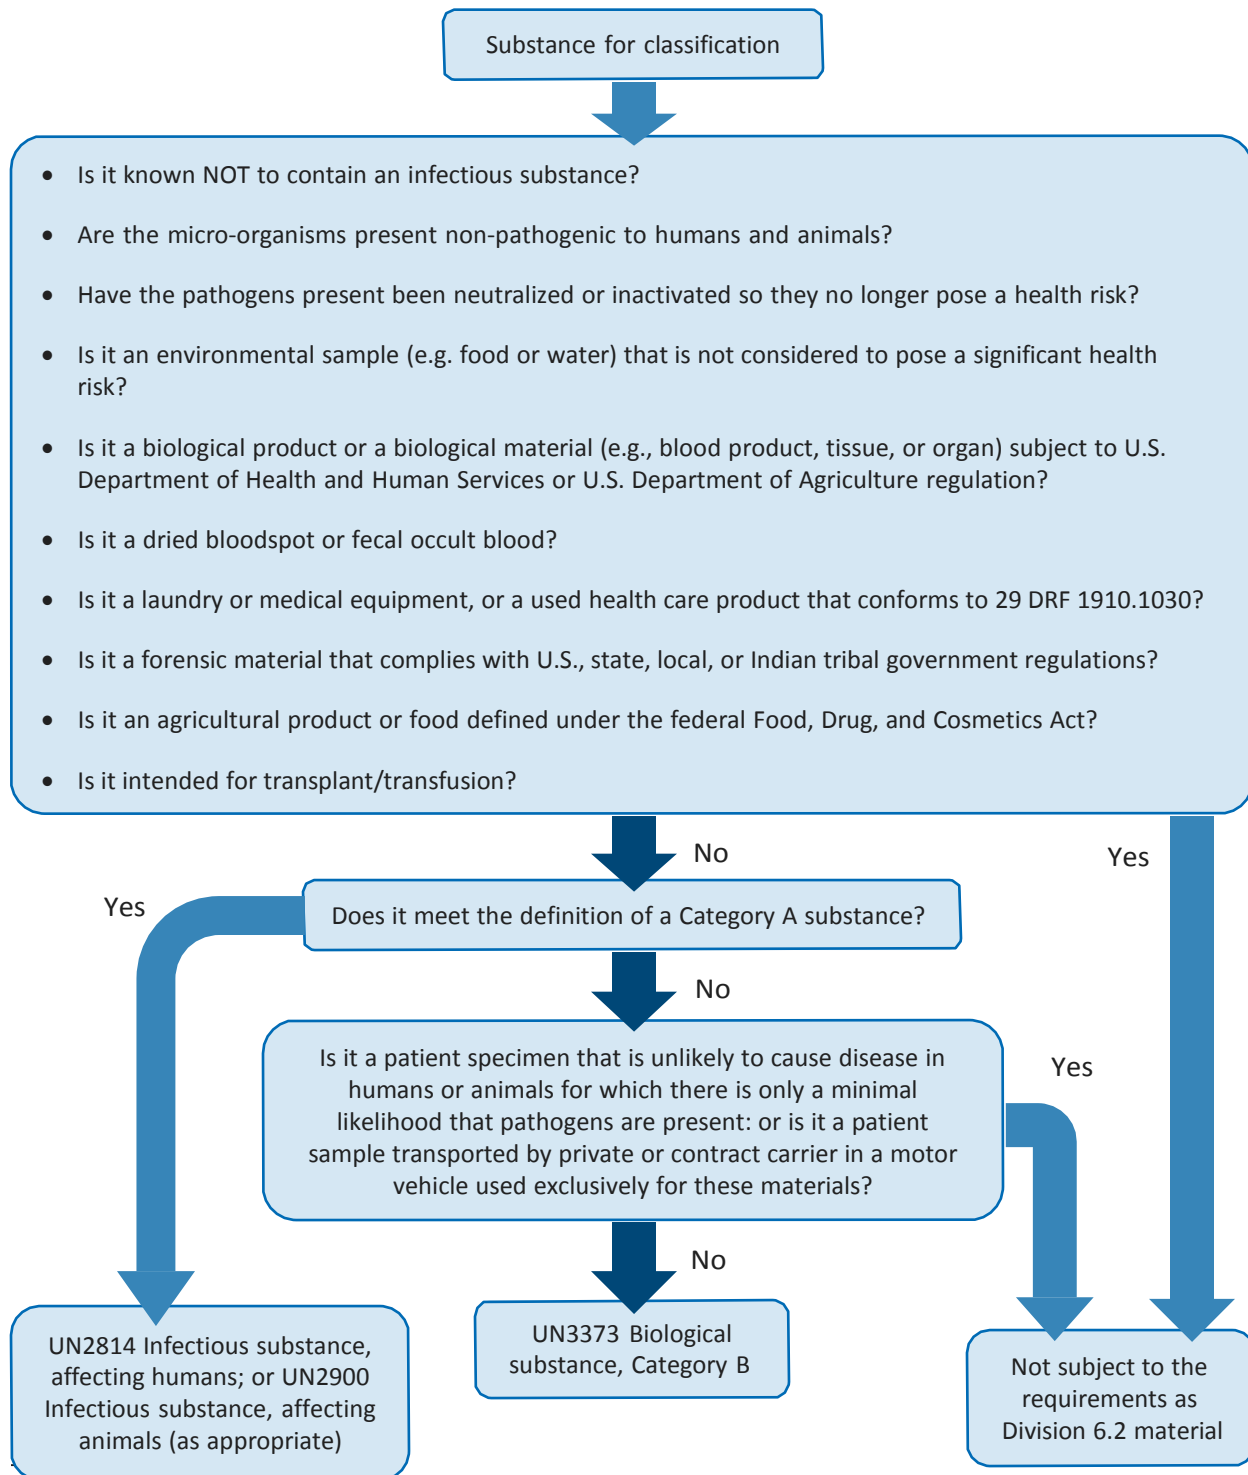 Substance for classification
• Is it known NOT to contain an infectious substance?
• Are the micro-organisms present non-pathogenic to humans and animals?
• Have the pathogens present been neutralized or inactivated so they no longer pose a health risk?
• Is it an environmental sample (e.g. food or water) that is not considered to pose a significant health
risk?
• Is it a biological product or a biological material (e.g., blood product, tissue, or organ) subject to U.S.
Department of Health and Human Services or U.S. Department of Agriculture regulation?
• Is it a dried bloodspot or fecal occult blood?
• Is it a laundry or medical equipment, or a used health care product that conforms to 29 DRF 1910.1030?
• Is it a forensic material that complies with U.S., state, local, or Indian tribal government regulations?
• Is it an agricultural product or food defined under the federal Food, Drug, and Cosmetics Act?
• Is it intended for transplant/transfusion?
No
Yes
Yes
Does it meet the definition of a Category A substance?
No
Is it a patient specimen that is unlikely to cause disease in
humans or animals for which there is only a minimal
likelihood that pathogens are present: or is it a patient
sample transported by private or contract carrier in a motor
vehicle used exclusively for these materials?
Yes
No
UN2814 Infectious substance,
affecting humans; or UN2900
Infectious substance, affecting
animals (as appropriate)
UN3373 Biological
substance, Category B
Not subject to the
requirements as
Division 6.2 material